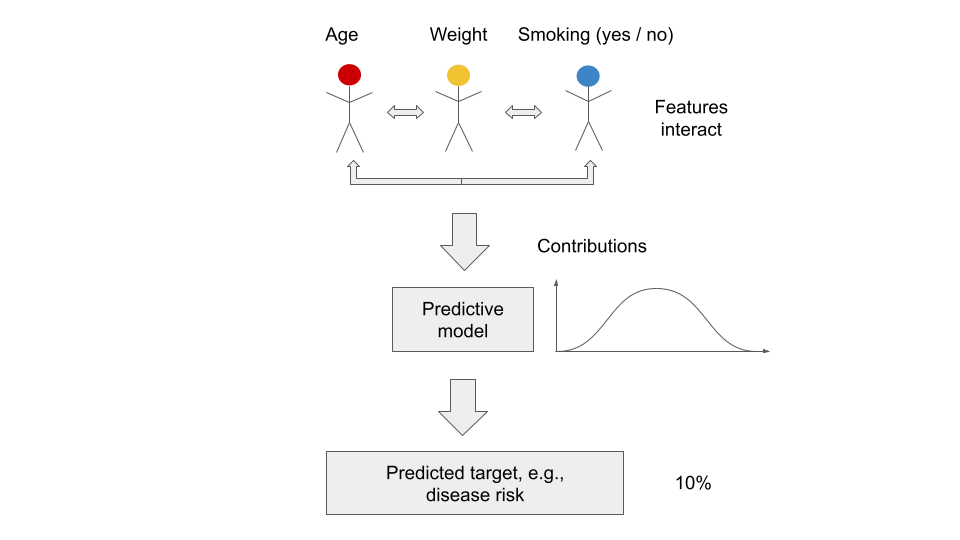 Age
Weight
Smoking (yes / no)
Features
interact
Contributions
Predictive
model
Predicted target, e.g.,
disease risk
10%